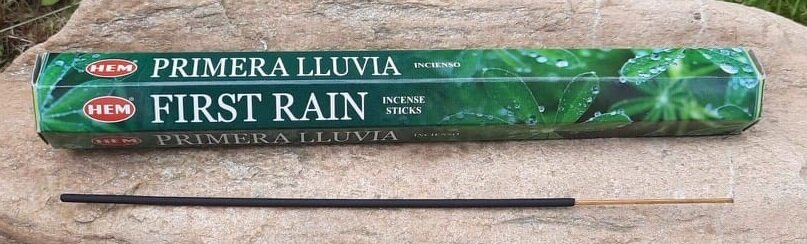 HEM PRIMERA LLUVIA INCIENSO
HEM FIRST RAIN INCENSE
STICKS
HEM PRIMERA LLUVIA INCIENSO